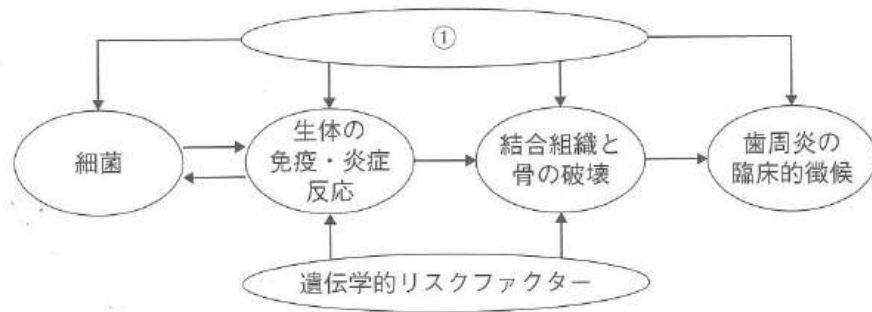 ①
細菌
生体の
免疫・炎症
反応
結合組織と
骨の破壊
歯周炎の
臨床的徴候
遺伝学的リスクファクター